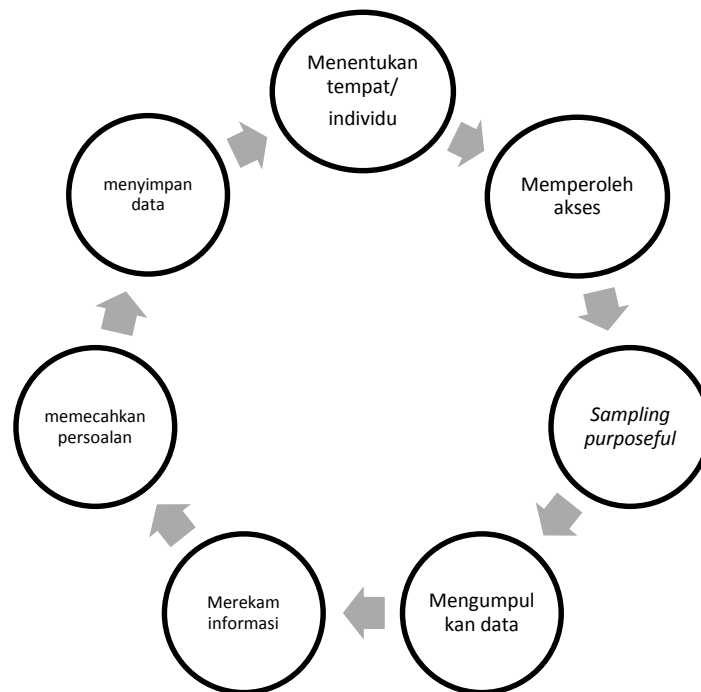 Menentukan
tempat/
individu
Memperoleh
akses
Sampling
purposeful
Mengumpul
kan data
Merekam
informasi
memecahkan
persoalan
menyimpan
data